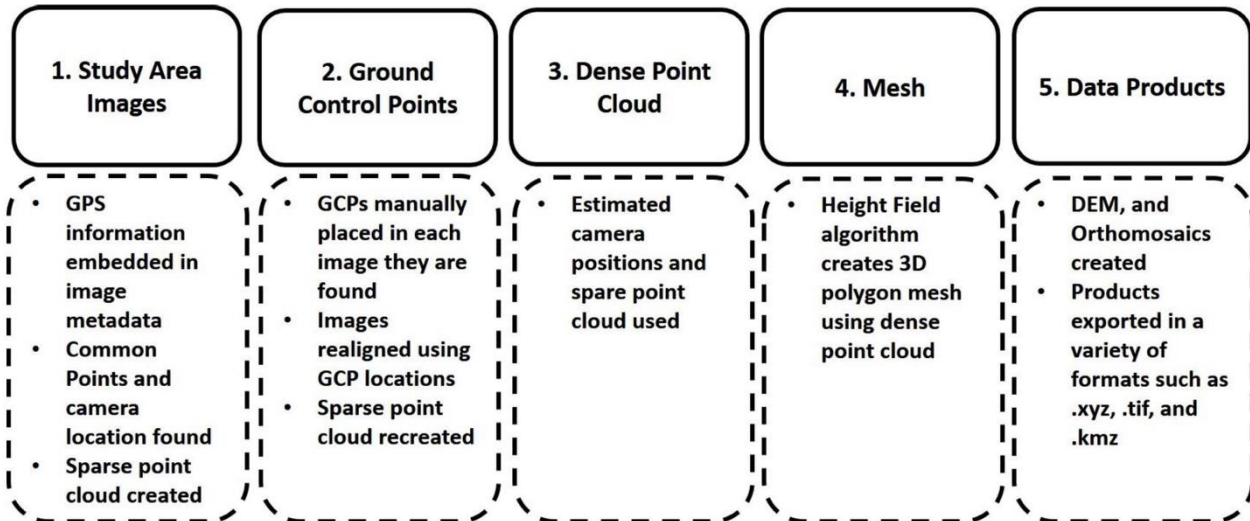 1. Study Area
Images
• GPS
information
embedded in
image
metadata
• Common
Points and
camera
location found
• Sparse point
cloud created
2. Ground
Control Points
• GCPs manually
placed in each
image they are
found
• Images
realigned using
GCP locations
• Sparse point
cloud recreated
3. Dense Point
Cloud
• Estimated
camera
positions and
spare point
cloud used
4. Mesh
• Height Field
algorithm
creates 3D
polygon mesh
using dense
point cloud
5. Data Products
• DEM, and
Orthomosaics
created
• Products
exported in a
variety of
formats such as
.xyz, .tif, and
.kmz